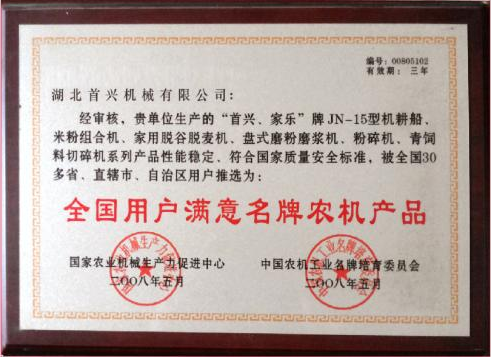 编号: 00805102
有效期: 三年
湖北首兴机械有限公司:
经审核, 贵单位生产的“首兴、家乐”牌 JN-15型机耕船、
米粉组合机、家用脱谷脱麦机、盘式磨粉磨浆机、粉碎机、青饲
料切碎机系列产品性能稳定、符合国家质量安全标准, 被全国30
多省、直辖市、自治区用户推选为:
全国用户满意名牌农机产品
国家农业机械生产力促进中心
二〇〇八年五月
中国农机工业名牌培育委员会
二〇〇八年五月